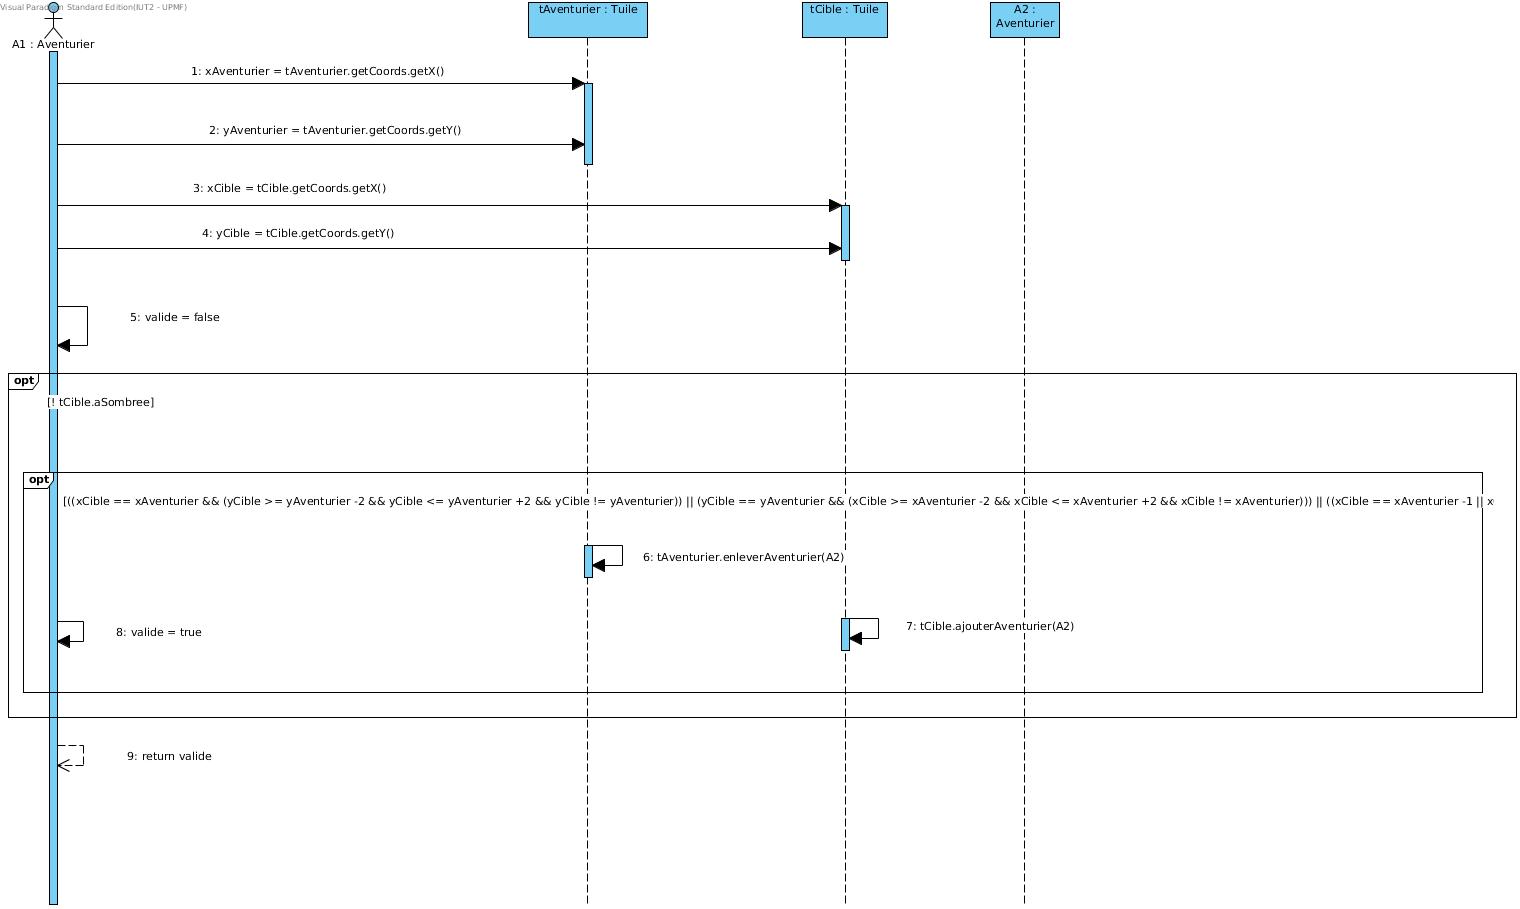 Visual Paradigm Standard Edition(IUT2 - UPMF)
A1 : Aventurier
tAventurier : Tuile
tCible : Tuile
A2 :
Aventurier
1: xAventurier = tAventurier.getCoords.getX()
2: yAventurier = tAventurier.getCoords.getY()
3: xCible = tCible.getCoords.getX()
4: yCible = tCible.getCoords.getY()
5: valide = false
opt
[! tCible.aSombree]
opt
[((xCible == xAventurier && (yCible >= yAventurier -2 && yCible <= yAventurier +2 && yCible != yAventurier)) || (yCible == yAventurier && (xCible >= xAventurier -2 && xCible <= xAventurier +2 && xCible != xAventurier))) || ((xCible == xAventurier -1 || x
6: tAventurier.enleverAventurier(A2)
7: tCible.ajouterAventurier(A2)
8: valide = true
9: return valide